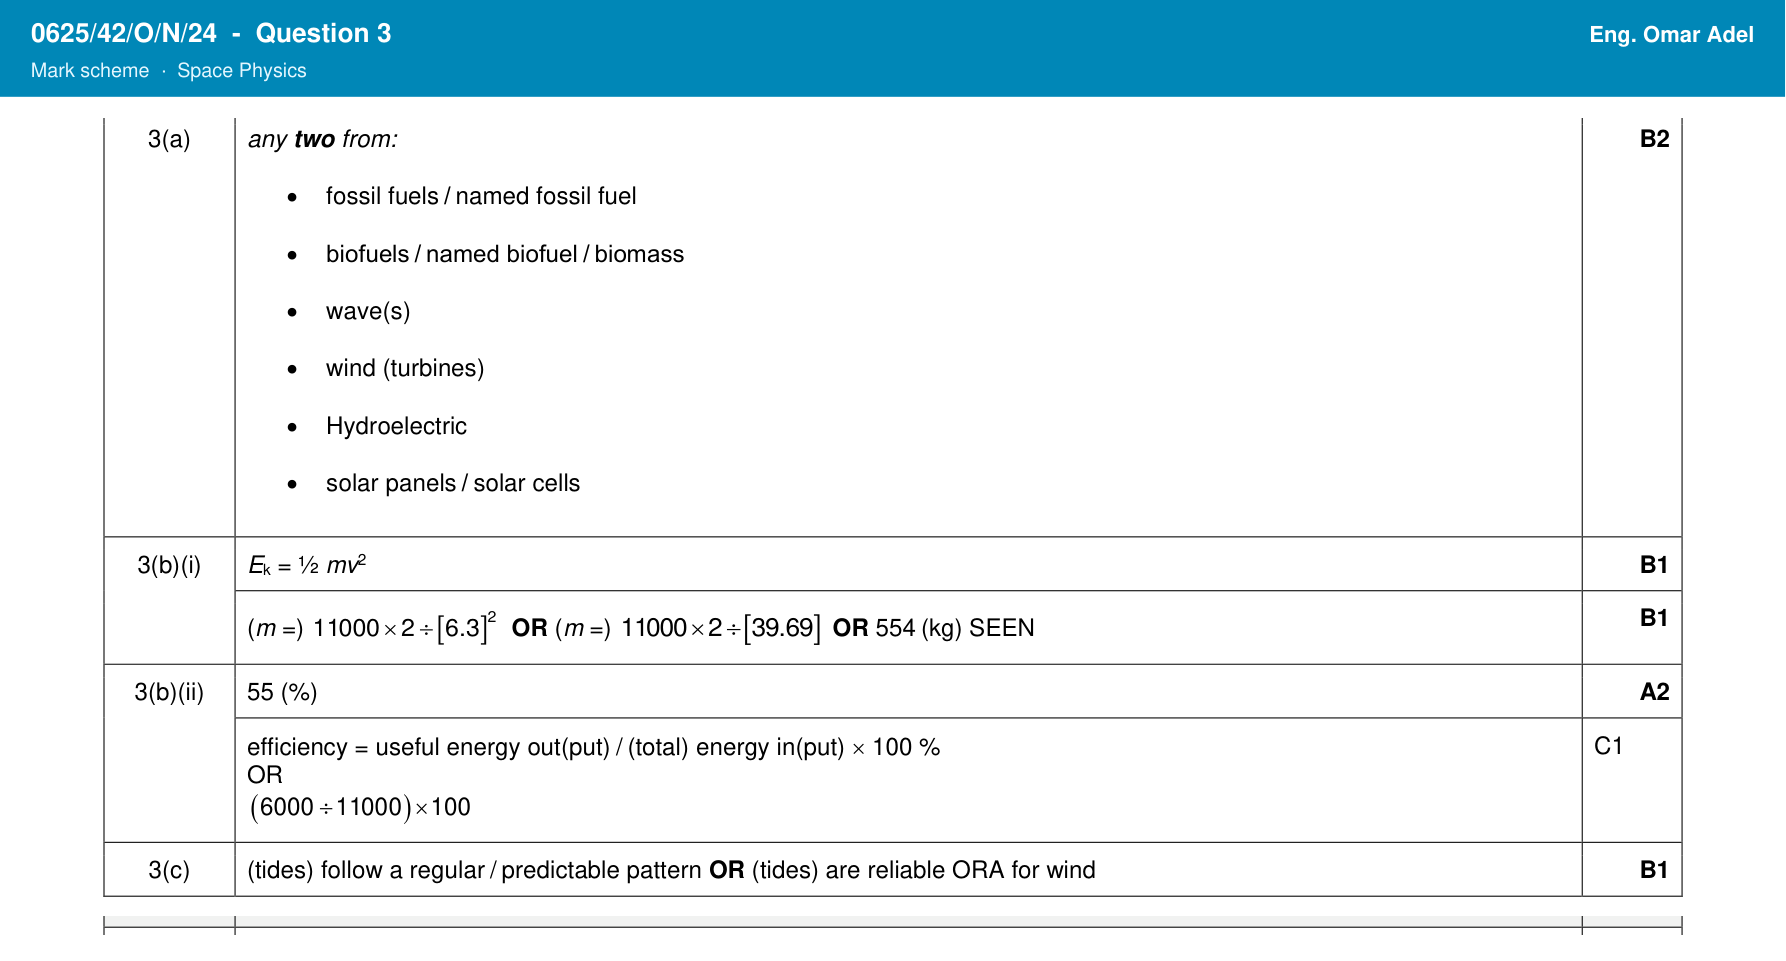 0625/42/O/N/24 - Question 3
Eng. Omar Adel
Mark scheme · Space Physics
3(a) any two from: B2
• fossil fuels / named fossil fuel
• biofuels / named biofuel / biomass
• wave(s)
• wind (turbines)
• Hydroelectric
• solar panels / solar cells
3(b)(i) Eₖ = ½ mv² B1
(m =) 11000 × 2 ÷ [6.3]² OR (m =) 11000 × 2 ÷ [39.69] OR 554 (kg) SEEN B1
3(b)(ii) 55 (%) A2
efficiency = useful energy out(put) / (total) energy in(put) × 100 % C1
OR
(6000 ÷ 11000) × 100
3(c) (tides) follow a regular / predictable pattern OR (tides) are reliable ORA for wind B1